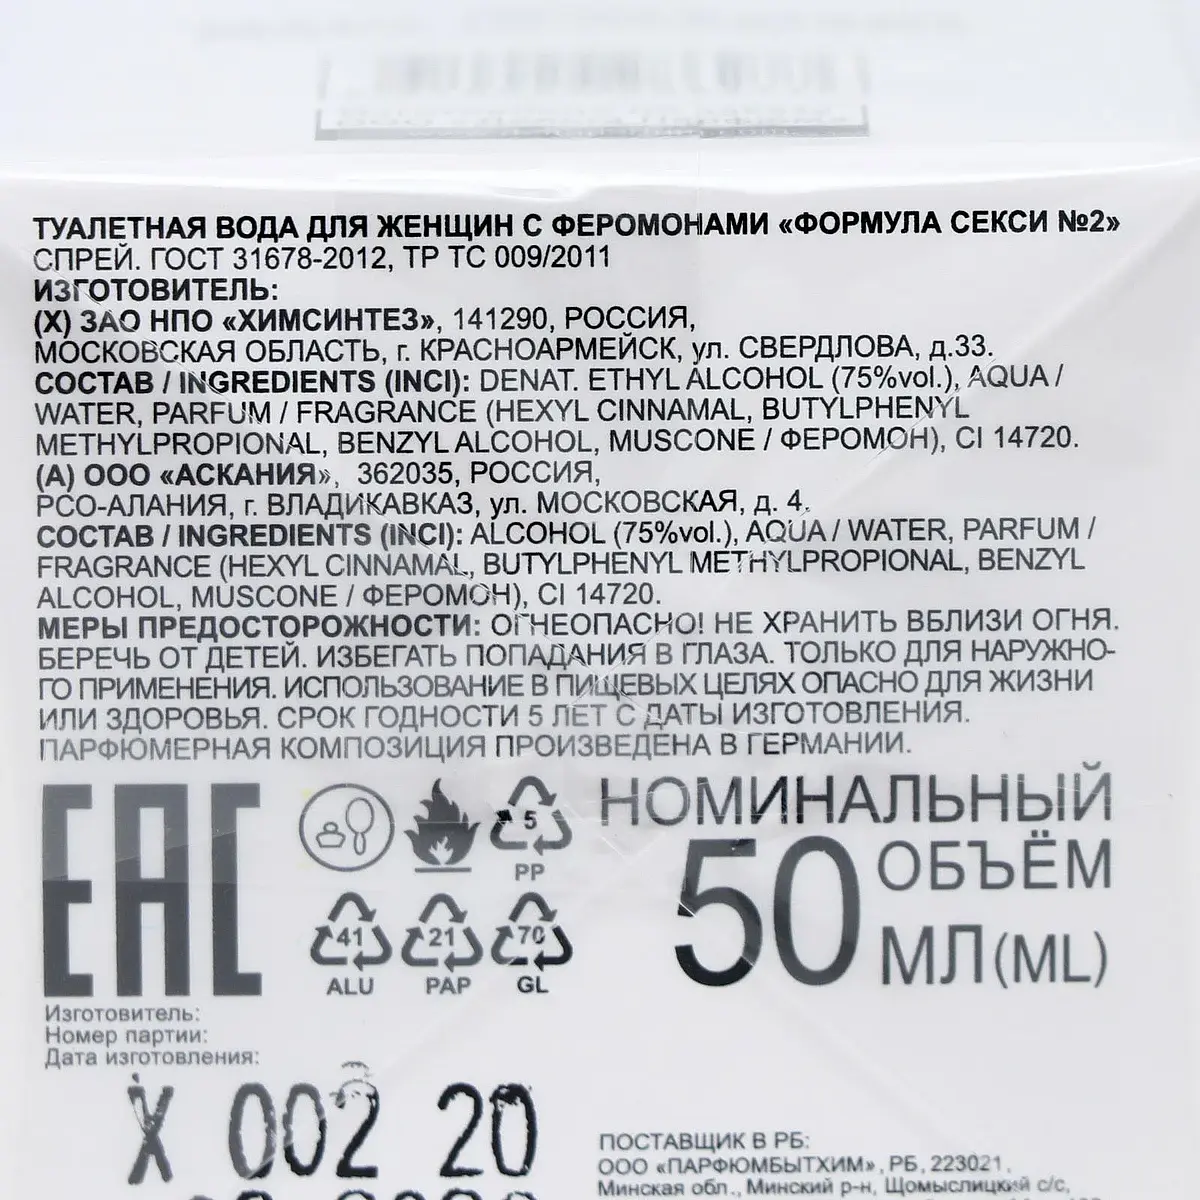 ТУАЛЕТНАЯ ВОДА ДЛЯ ЖЕНЩИН С ФЕРОМОНАМИ «ФОРМУЛА СЕКСИ №2»
СПРЕЙ. ГОСТ 31678-2012, ТР ТС 009/2011
ИЗГОТОВИТЕЛЬ:
(X) ЗАО НПО «ХИМСИНТЕЗ», 141290, РОССИЯ,
МОСКОВСКАЯ ОБЛАСТЬ, г. КРАСНОАРМЕЙСК, ул. СВЕРДЛОВА, д.33.
СОСТАВ / INGREDIENTS (INCI): DENAT. ETHYL ALCOHOL (75%vol.), AQUA /
WATER, PARFUM / FRAGRANCE (HEXYL CINNAMAL, BUTYLPHENYL
METHYLPROPIONAL, BENZYL ALCOHOL, MUSCONE / ФЕРОМОН), CI 14720.
(А) ООО «АСКАНИЯ», 362035, РОССИЯ,
РСО-АЛАНИЯ, г. ВЛАДИКАВКАЗ, ул. МОСКОВСКАЯ, д. 4.
СОСТАВ / INGREDIENTS (INCI): ALCOHOL (75%vol.), AQUA / WATER, PARFUM /
FRAGRANCE (HEXYL CINNAMAL, BUTYLPHENYL METHYLPROPIONAL, BENZYL
ALCOHOL, MUSCONE / ФЕРОМОН), CI 14720.
МЕРЫ ПРЕДОСТОРОЖНОСТИ: ОГНЕОПАСНО! НЕ ХРАНИТЬ ВБЛИЗИ ОГНЯ.
БЕРЕЧЬ ОТ ДЕТЕЙ. ИЗБЕГАТЬ ПОПАДАНИЯ В ГЛАЗА. ТОЛЬКО ДЛЯ НАРУЖНО-
ГО ПРИМЕНЕНИЯ. ИСПОЛЬЗОВАНИЕ В ПИЩЕВЫХ ЦЕЛЯХ ОПАСНО ДЛЯ ЖИЗНИ
ИЛИ ЗДОРОВЬЯ. СРОК ГОДНОСТИ 5 ЛЕТ С ДАТЫ ИЗГОТОВЛЕНИЯ.
ПАРФЮМЕРНАЯ КОМПОЗИЦИЯ ПРОИЗВЕДЕНА В ГЕРМАНИИ.
ЕАС
5
PP
41
ALU
21
PAP
70
GL
НОМИНАЛЬНЫЙ
ОБЪЁМ
50
МЛ(ML)
Изготовитель:
Номер партии:
Дата изготовления:
X 002 20
ПОСТАВЩИК В РБ:
ООО «ПАРФЮМБЫТХИМ», РБ, 223021,
Минская обл., Минский р-н, Щомыслицкий с/с,